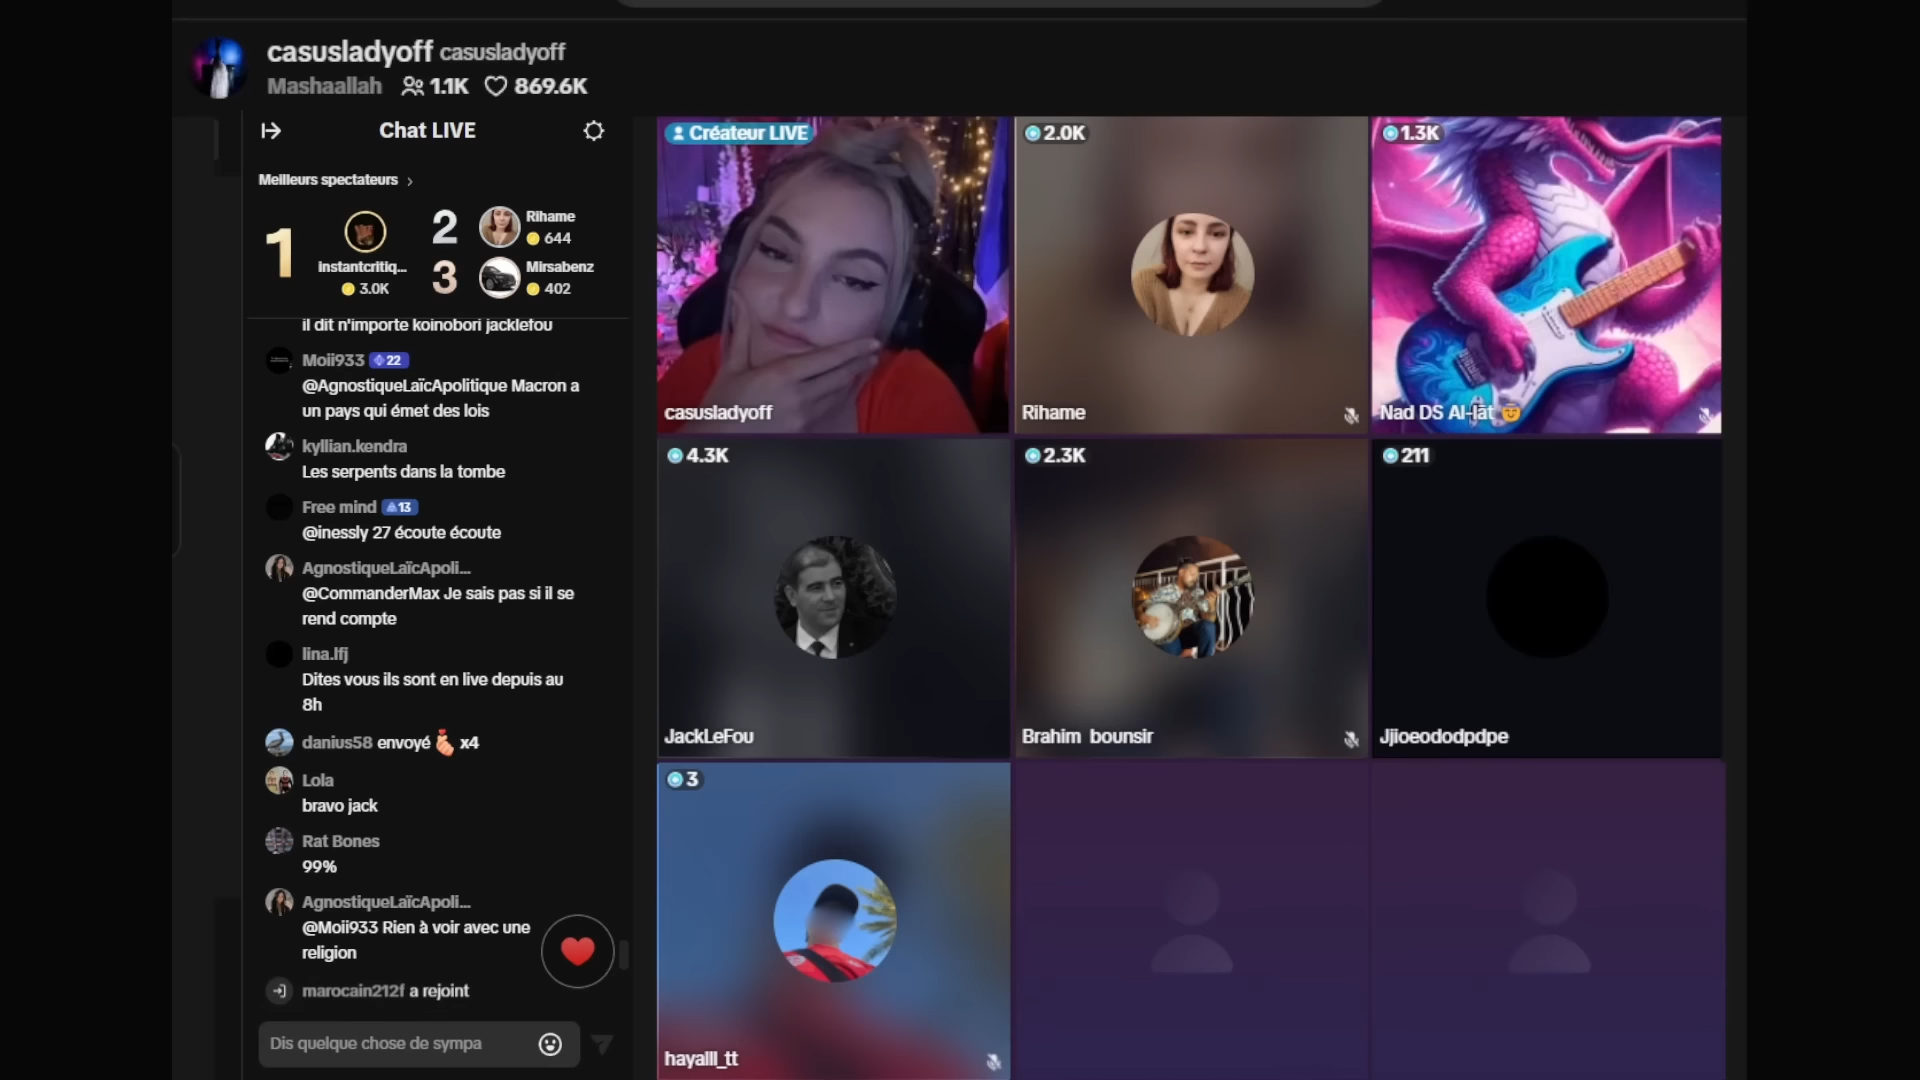 casusladyoff casusladyoff
Mashaallah 1.1K 869.6K
Chat LIVE
Meilleurs spectateurs
1
Instantcritiq...
3.0K
2
Rihame
644
3
Mirsabenz
402
il dit n'importe koinobori jacklefou
Moii933 22
@AgnostiqueLaïcApolitique Macron a
un pays qui émet des lois
kyllian.kendra
Les serpents dans la tombe
Free mind 13
@inessly 27 écoute écoute
AgnostiqueLaïcApoli...
@CommanderMax Je sais pas si il se
rend compte
lina.lfj
Dites vous ils sont en live depuis au
8h
danius58 envoyé x4
Lola
bravo jack
Rat Bones
99%
AgnostiqueLaïcApoli...
@Moii933 Rien à voir avec une
religion
marocain212f a rejoint
Dis quelque chose de sympa
Créateur LIVE
casusladyoff
2.0K
Rihame
1.3K
Nad DS Al-lāt
4.3K
JackLeFou
2.3K
Brahim bounsir
211
Jjioeododpdpe
3
hayalll_tt